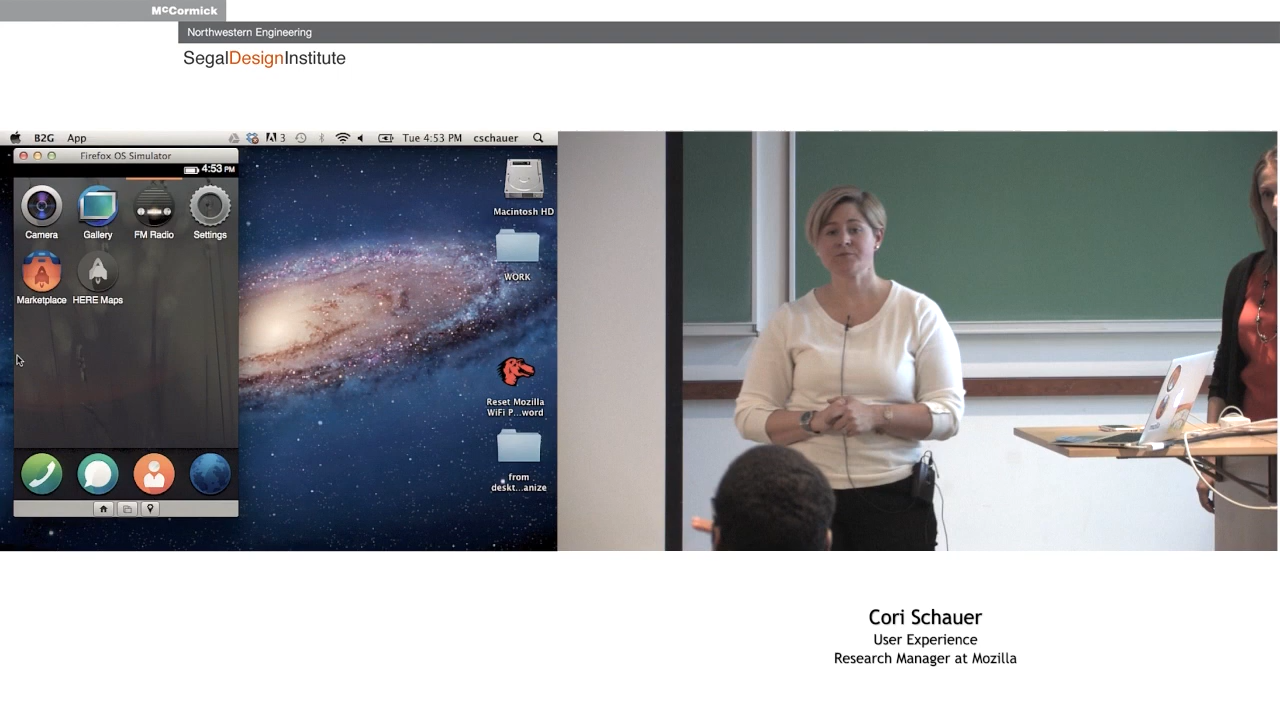 McCormick
Northwestern Engineering
SegalDesignInstitute
B2G App 3 Tue 4:53 PM cschauer
Firefox OS Simulator
4:53 PM
Camera Gallery FM Radio Settings
Marketplace HERE Maps
Macintosh HD
WORK
Reset Mozilla
WiFi P...word
from
deskt...anize
Cori Schauer
User Experience
Research Manager at Mozilla